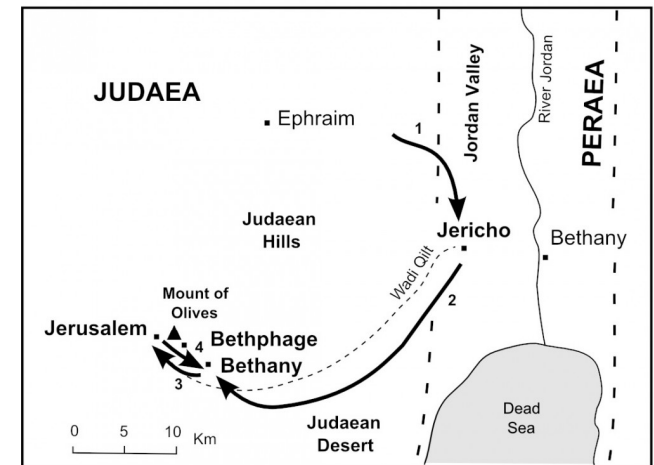 JUDAEA
Ephraim
1
Jordan Valley
River Jordan
PERAEA
Judaean
Hills
Jericho
Bethany
Wadi Qilt
2
Mount of
Olives
Jerusalem
4
Bethphage
3
Bethany
Judaean
Desert
Dead
Sea
0 5 10 Km